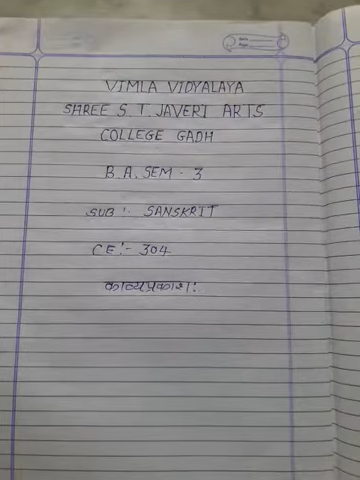 VIMLA VIDYALAYA
SHREE S.T. JAVERI ARTS
COLLEGE GADH
B.A. SEM - 3
SUB :- SANSKRIT
CE :- 304
काव्यप्रकाश :